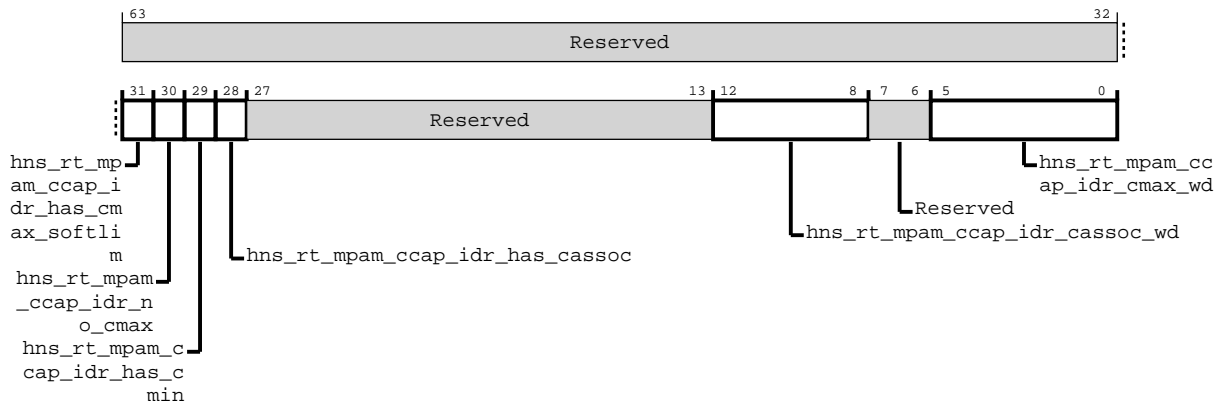 63 32
Reserved
31 30 29 28 27 13 12 8 7 6 5 0
Reserved
hns_rt_mp
am_ccap_i
dr_has_cm
ax_softli
m
hns_rt_mpam_cc
ap_idr_cmax_wd
Reserved
hns_rt_mpam_ccap_idr_cassoc_wd
hns_rt_mpam_ccap_idr_has_cassoc
hns_rt_mpam
_ccap_idr_n
o_cmax
hns_rt_mpam_c
cap_idr_has_c
min